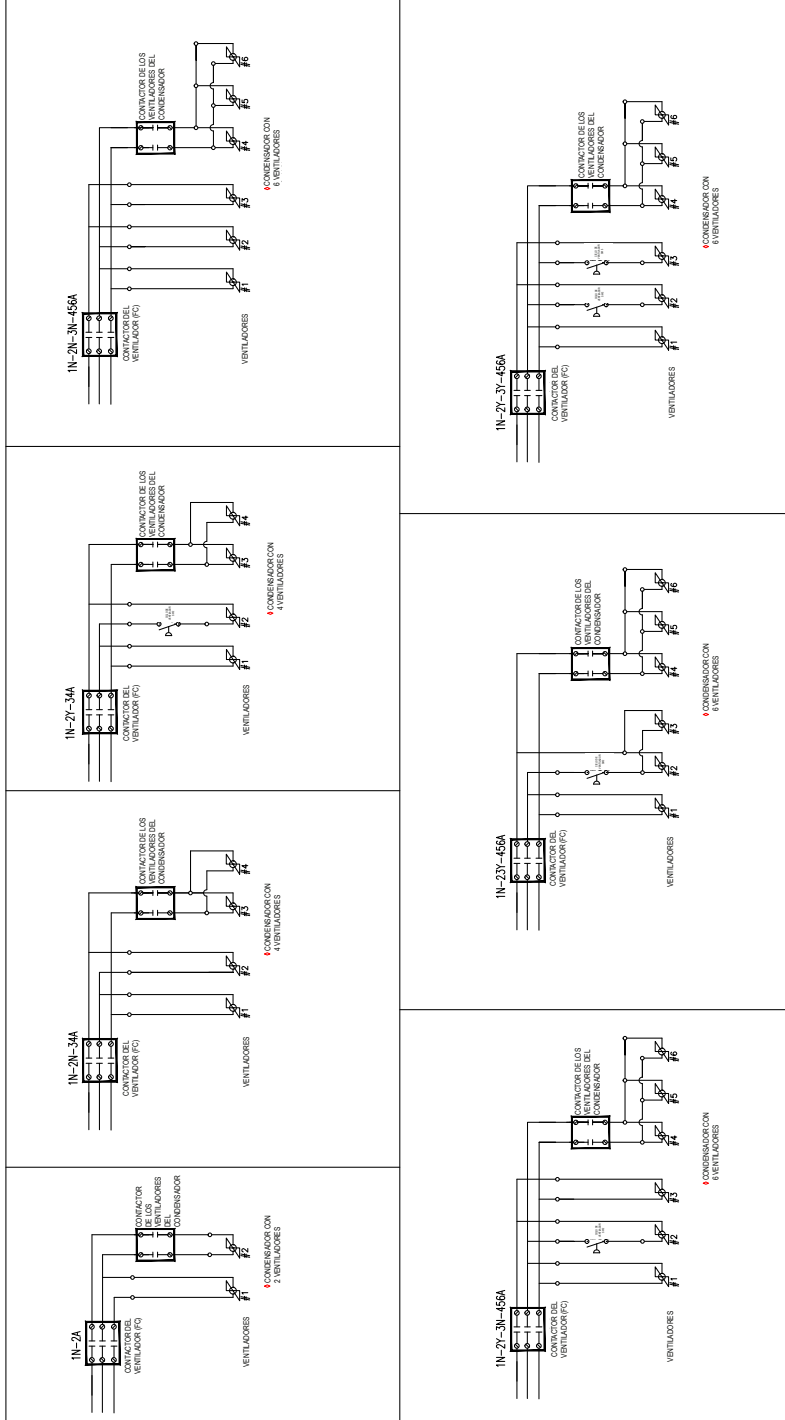 1N-2A
CONTACTOR DEL
VENTILADOR (FC)
CONTACTOR
DE LOS
VENTILADORES
DEL
CONDENSADOR
VENTILADORES
#1
#2
CONDENSADOR CON
2 VENTILADORES
1N-2N-34A
CONTACTOR DEL
VENTILADOR (FC)
CONTACTOR DE LOS
VENTILADORES DEL
CONDENSADOR
VENTILADORES
#1
#2
#3
#4
CONDENSADOR CON
4 VENTILADORES
1N-2Y-34A
CONTACTOR DEL
VENTILADOR (FC)
CONTACTOR DE LOS
VENTILADORES DEL
CONDENSADOR
VENTILADORES
#1
#2
#3
#4
CONDENSADOR CON
4 VENTILADORES
1N-2N-3N-456A
CONTACTOR DEL
VENTILADOR (FC)
CONTACTOR DE LOS
VENTILADORES DEL
CONDENSADOR
VENTILADORES
#1
#2
#3
#4
#5
#6
CONDENSADOR CON
6 VENTILADORES
1N-2Y-3N-456A
CONTACTOR DEL
VENTILADOR (FC)
CONTACTOR DE LOS
VENTILADORES DEL
CONDENSADOR
VENTILADORES
#1
#2
#3
#4
#5
#6
CONDENSADOR CON
6 VENTILADORES
1N-23Y-456A
CONTACTOR DEL
VENTILADOR (FC)
CONTACTOR DE LOS
VENTILADORES DEL
CONDENSADOR
VENTILADORES
#1
#2
#3
#4
#5
#6
CONDENSADOR CON
6 VENTILADORES
1N-2Y-3Y-456A
CONTACTOR DEL
VENTILADOR (FC)
CONTACTOR DE LOS
VENTILADORES DEL
CONDENSADOR
VENTILADORES
#1
#2
#3
#4
#5
#6
CONDENSADOR CON
6 VENTILADORES